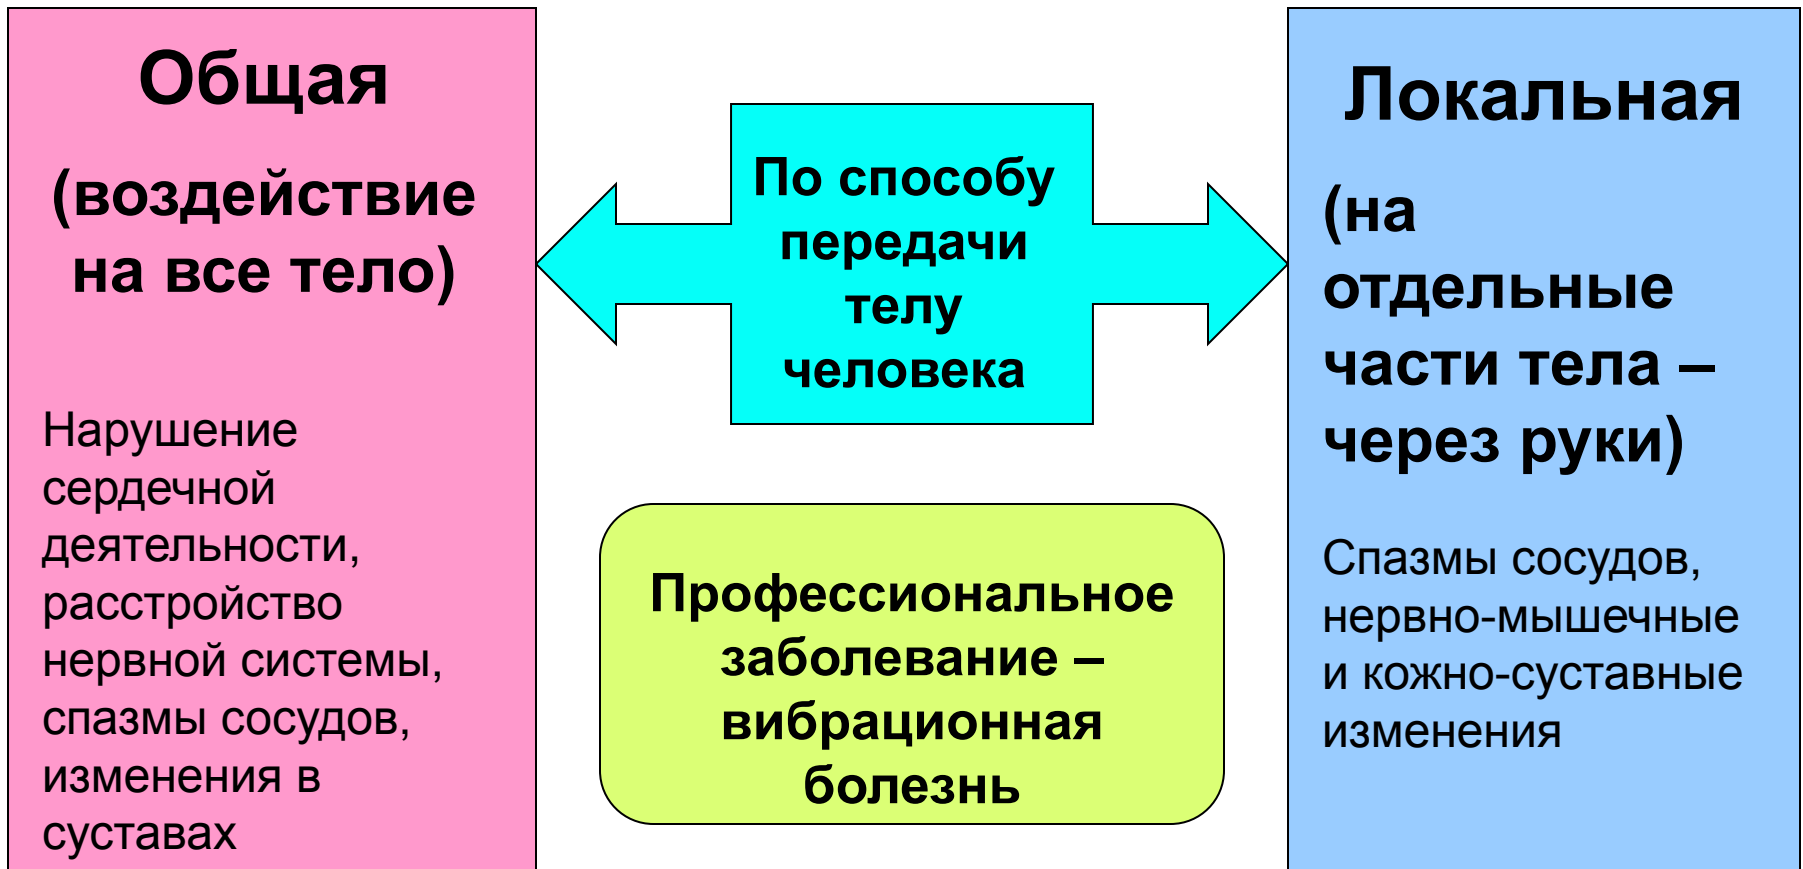 Общая
(воздействие
на все тело)
Нарушение
сердечной
деятельности,
расстройство
нервной системы,
спазмы сосудов,
изменения в
суставах
По способу
передачи
телу
человека
Профессиональное
заболевание –
вибрационная
болезнь
Локальная
(на
отдельные
части тела –
через руки)
Спазмы сосудов,
нервно-мышечные
и кожно-суставные
изменения